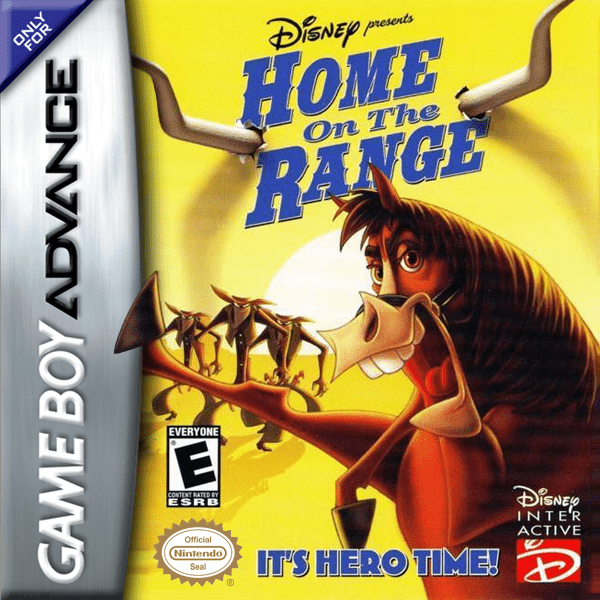 ONLY
FOR
GAME BOY ADVANCE
DISNEY presents
HOME
On The
RANGE
EVERYONE
E
CONTENT RATED BY
ESRB
Official
Nintendo
Seal
®
IT'S HERO TIME!
DISNEY
INTER
ACTIVE
D